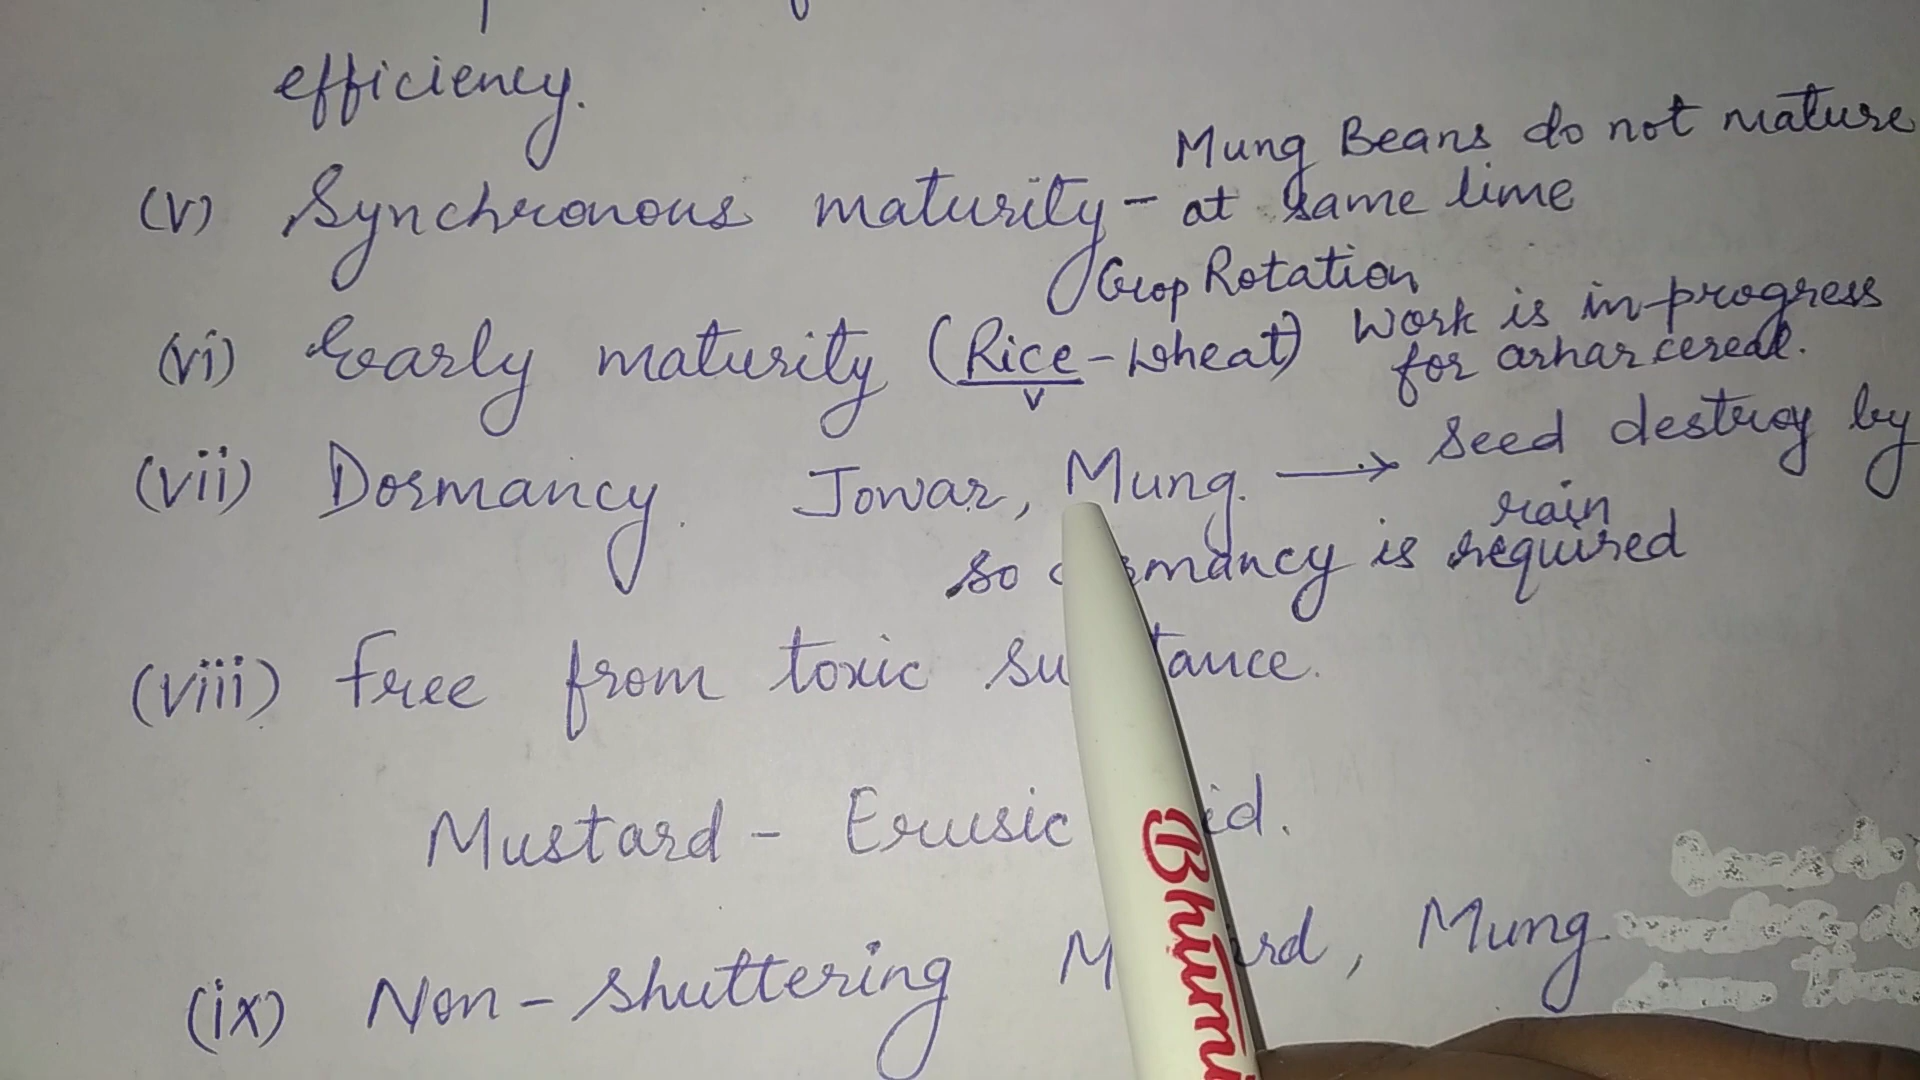 efficiency.
(v) Synchronous maturity - Mung Beans do not mature
at same time
Crop Rotation
(vi) Early maturity (Rice - wheat) Work is in-progress
for arhar cereal.
(vii) Dormancy. Jowar, Mung. → Seed destroy by
rain
so mancy is required
(viii) Free from toxic su tance.
Mustard - Erusic id.
(ix) Non-shuttering M rd, Mung
Bhumi